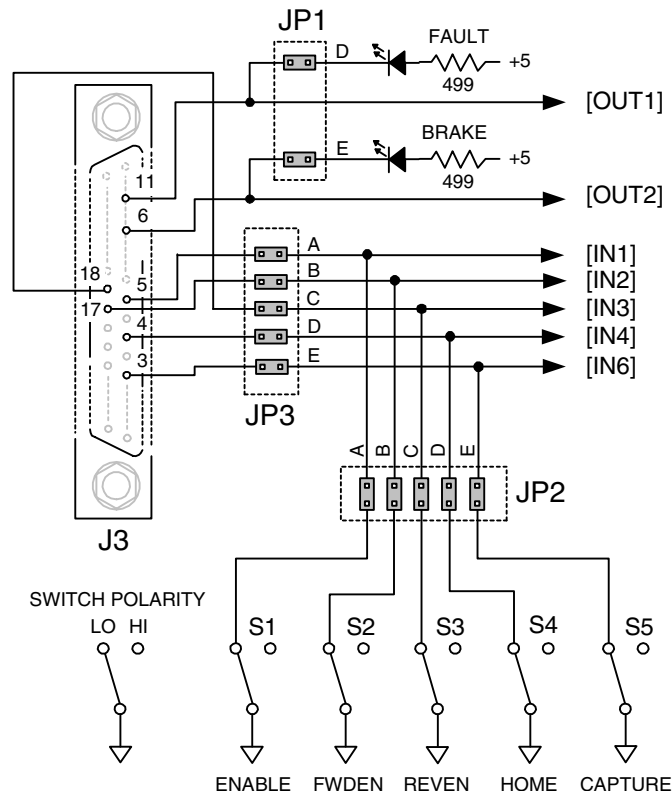 JP1
D
FAULT
499
+5
[OUT1]
E
BRAKE
499
+5
[OUT2]
11
6
18
5
17
4
3
A
B
C
D
E
[IN1]
[IN2]
[IN3]
[IN4]
[IN6]
JP3
A
B
C
D
E
JP2
J3
SWITCH POLARITY
LO HI
S1
S2
S3
S4
S5
ENABLE FWDEN REVEN HOME CAPTURE